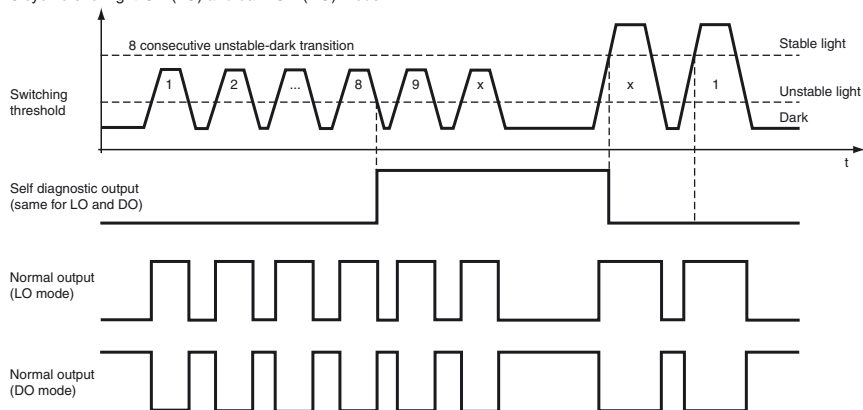 8 consecutive unstable-dark transition
Stable light
Switching
threshold
1
2
...
8
9
x
x
1
Unstable light
Dark
t
Self diagnostic output
(same for LO and DO)
Normal output
(LO mode)
Normal output
(DO mode)